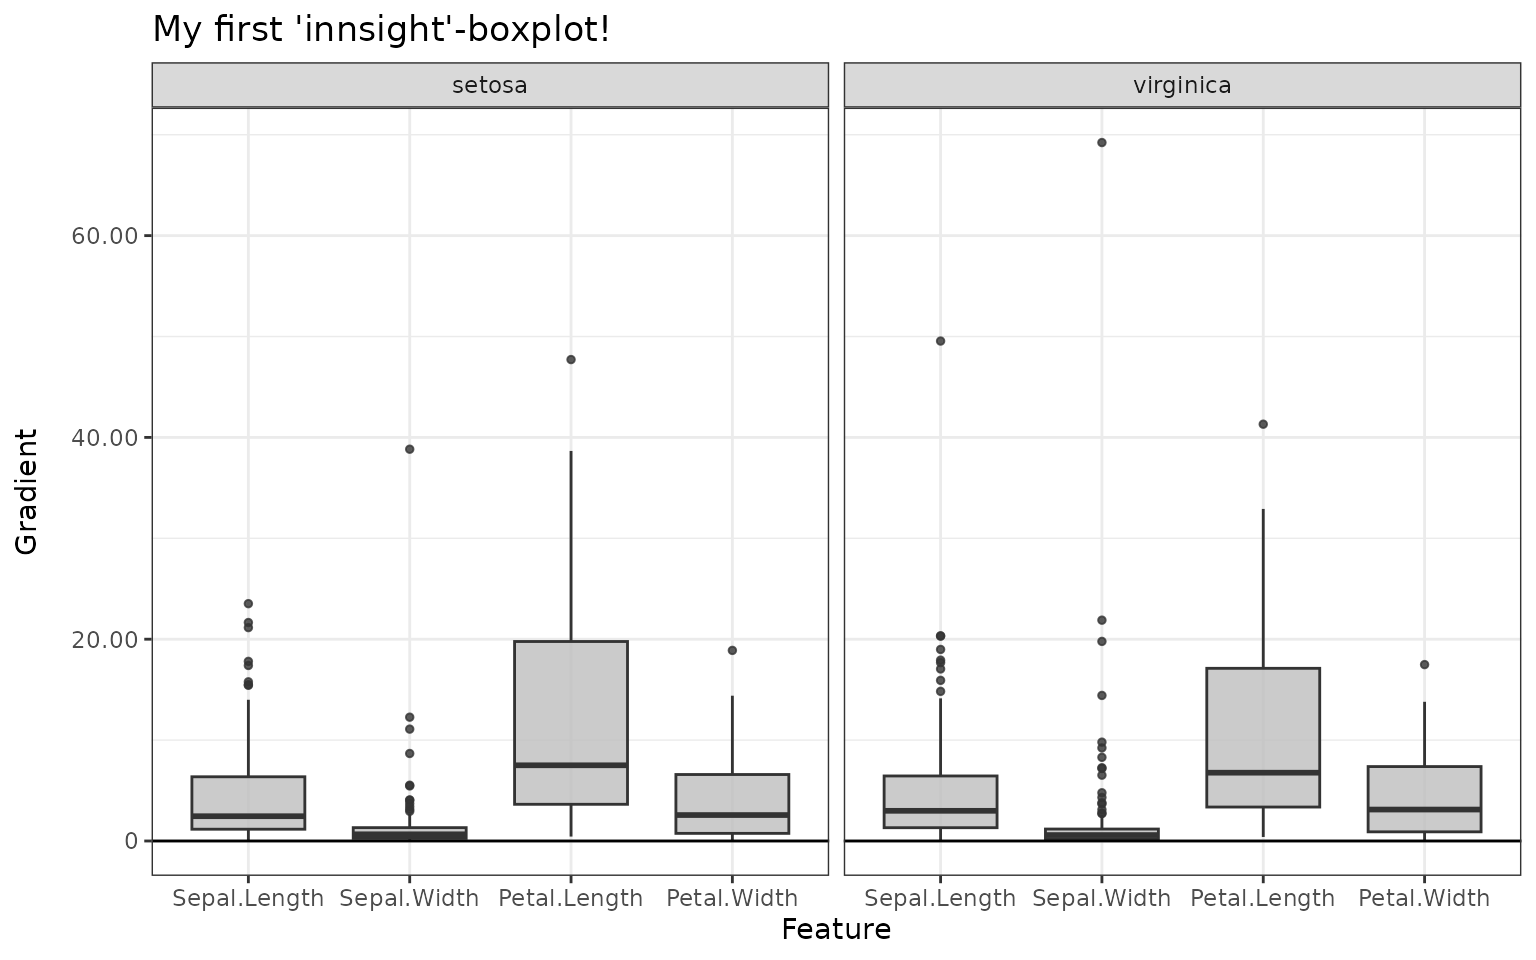 My first 'innsight'-boxplot!
setosa virginica
60.00
40.00
20.00
0
Gradient
Sepal.Length Sepal.Width Petal.Length Petal.Width Sepal.Length Sepal.Width Petal.Length Petal.Width
Feature